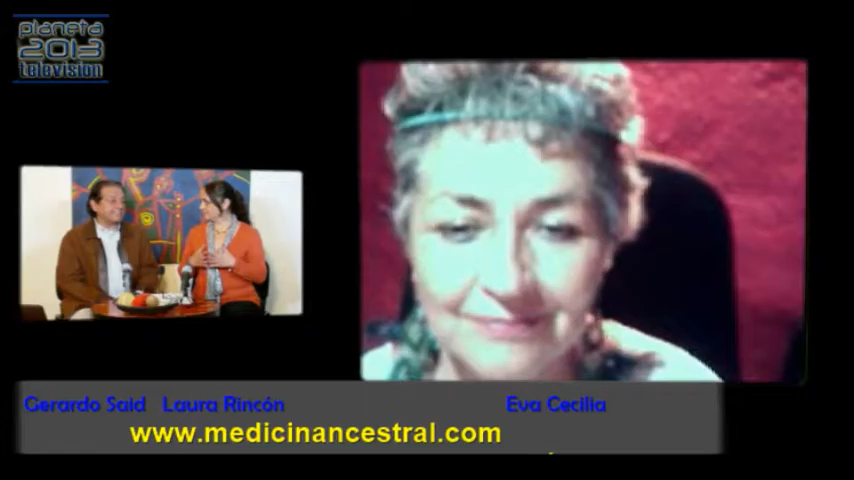 planeta
2013
television
Gerardo Said Laura Rincón Eva Cecilia
www.medicinancestral.com